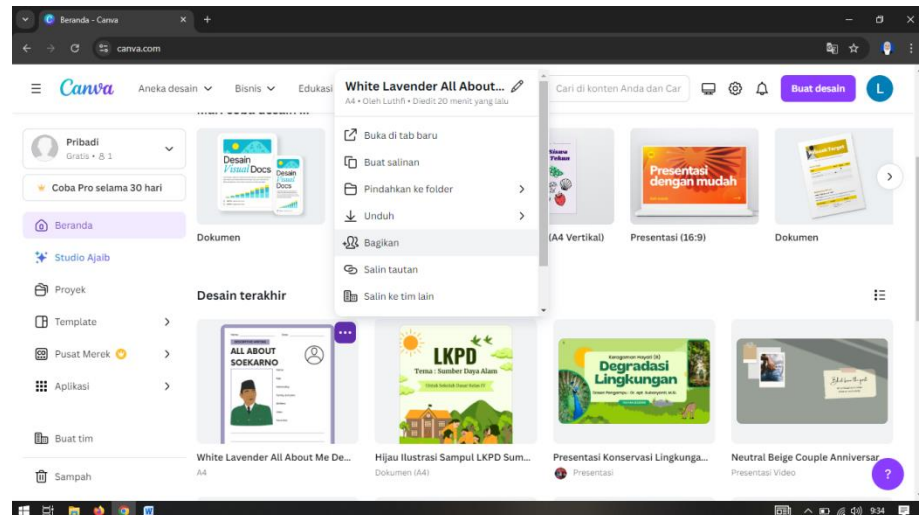 Beranda - Canva
canva.com
Canva
Aneka desain
Bisnis
Edukasi
White Lavender All About...
A4 • Oleh Luthfi • Diedit 20 menit yang lalu
Cari di konten Anda dan Car
Buat desain
L
Pribadi
Gratis • 1
Coba Pro selama 30 hari
Beranda
Studio Ajaib
Proyek
Template
Pusat Merek
Aplikasi
Buat tim
Sampah
Buka di tab baru
Buat salinan
Pindahkan ke folder
Unduh
Bagikan
Salin tautan
Salin ke tim lain
Desain
Visual Docs
Desain
Visual
Docs
Presentasi
dengan mudah
Dokumen
(A4 Vertikal)
Presentasi (16:9)
Dokumen
Desain terakhir
ALL ABOUT
SOEKARNO
LKPD
Tema : Sumber Daya Alam
Degradasi
Lingkungan
White Lavender All About Me De...
A4
Hijau Ilustrasi Sampul LKPD Sum...
Dokumen (A4)
Presentasi Konservasi Lingkunga...
Presentasi
Neutral Beige Couple Anniversar
Presentasi Video
?
9:34